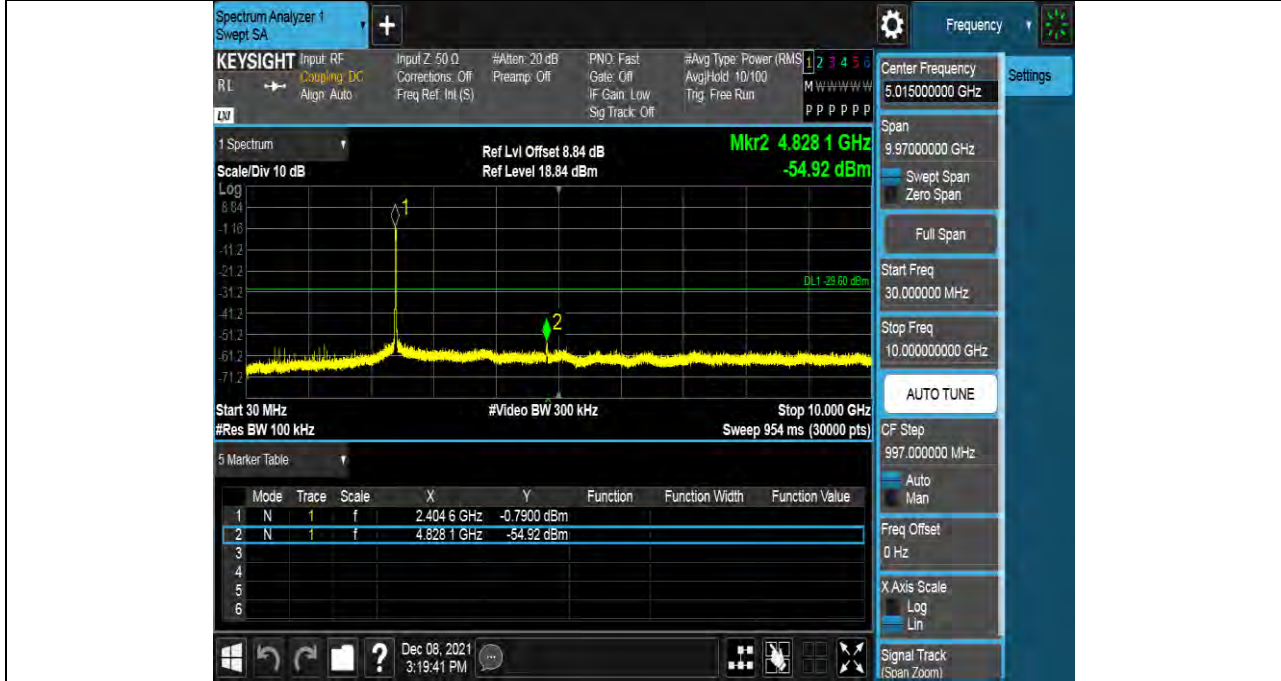 Spectrum Analyzer 1
Swept SA
+
Frequency
KEYSIGHT
RL
LXI
Input: RF
Coupling: DC
Align: Auto
Input Z: 50 Ω
Corrections: Off
Freq Ref: Int (S)
#Atten: 20 dB
Preamp: Off
PNO: Fast
Gate: Off
IF Gain: Low
Sig Track: Off
#Avg Type: Power (RMS
Avg|Hold: 10/100
Trig: Free Run
1 2 3 4 5 6
M W W W W W
P P P P P P
1 Spectrum
Scale/Div 10 dB
Ref Lvl Offset 8.84 dB
Ref Level 18.84 dBm
Mkr2 4.828 1 GHz
-54.92 dBm
Log
8.84
-1.16
-11.2
-21.2
-31.2
-41.2
-51.2
-61.2
-71.2
1
DL1 -29.60 dBm
2
Start 30 MHz
#Video BW 300 kHz
Stop 10.000 GHz
#Res BW 100 kHz
Sweep 954 ms (30000 pts)
5 Marker Table
Mode Trace Scale X Y Function Function Width Function Value
1 N 1 f 2.404 6 GHz -0.7900 dBm
2 N 1 f 4.828 1 GHz -54.92 dBm
3
4
5
6
?
Dec 08, 2021
3:19:41 PM
Center Frequency
5.015000000 GHz
Span
9.97000000 GHz
Swept Span
Zero Span
Full Span
Start Freq
30.000000 MHz
Stop Freq
10.000000000 GHz
AUTO TUNE
CF Step
997.000000 MHz
Auto
Man
Freq Offset
0 Hz
X Axis Scale
Log
Lin
Signal Track
(Span Zoom)
Settings